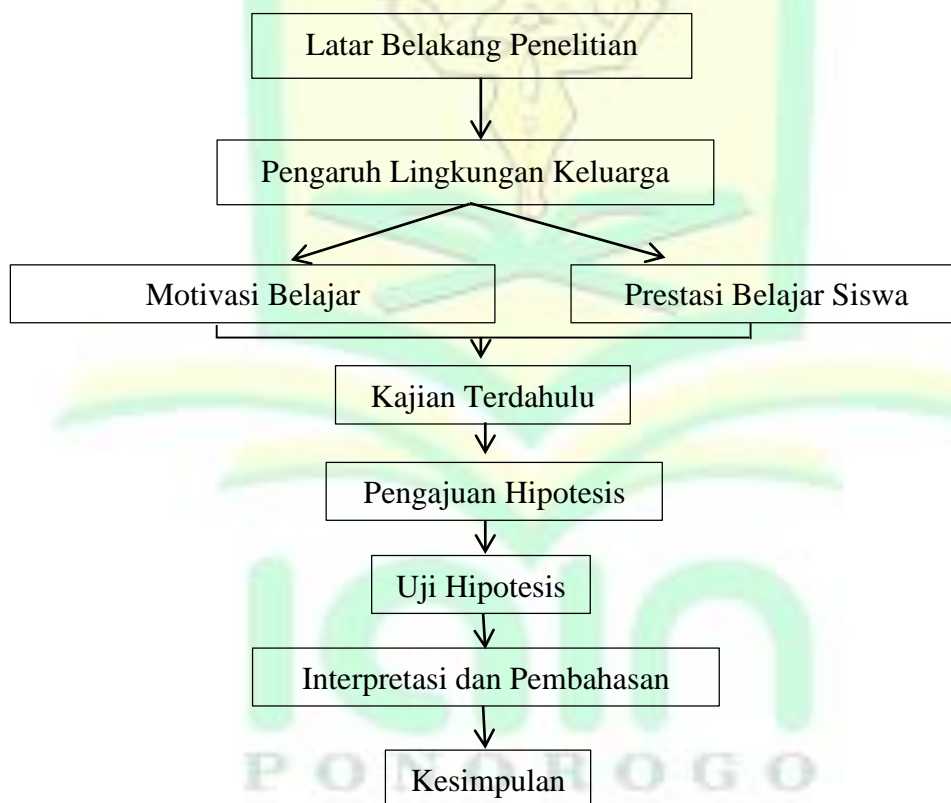 Latar Belakang Penelitian
Pengaruh Lingkungan Keluarga
Motivasi Belajar
Prestasi Belajar Siswa
Kajian Terdahulu
Pengajuan Hipotesis
Uji Hipotesis
iain
Interpretasi dan Pembahasan
PONOROGO
Kesimpulan